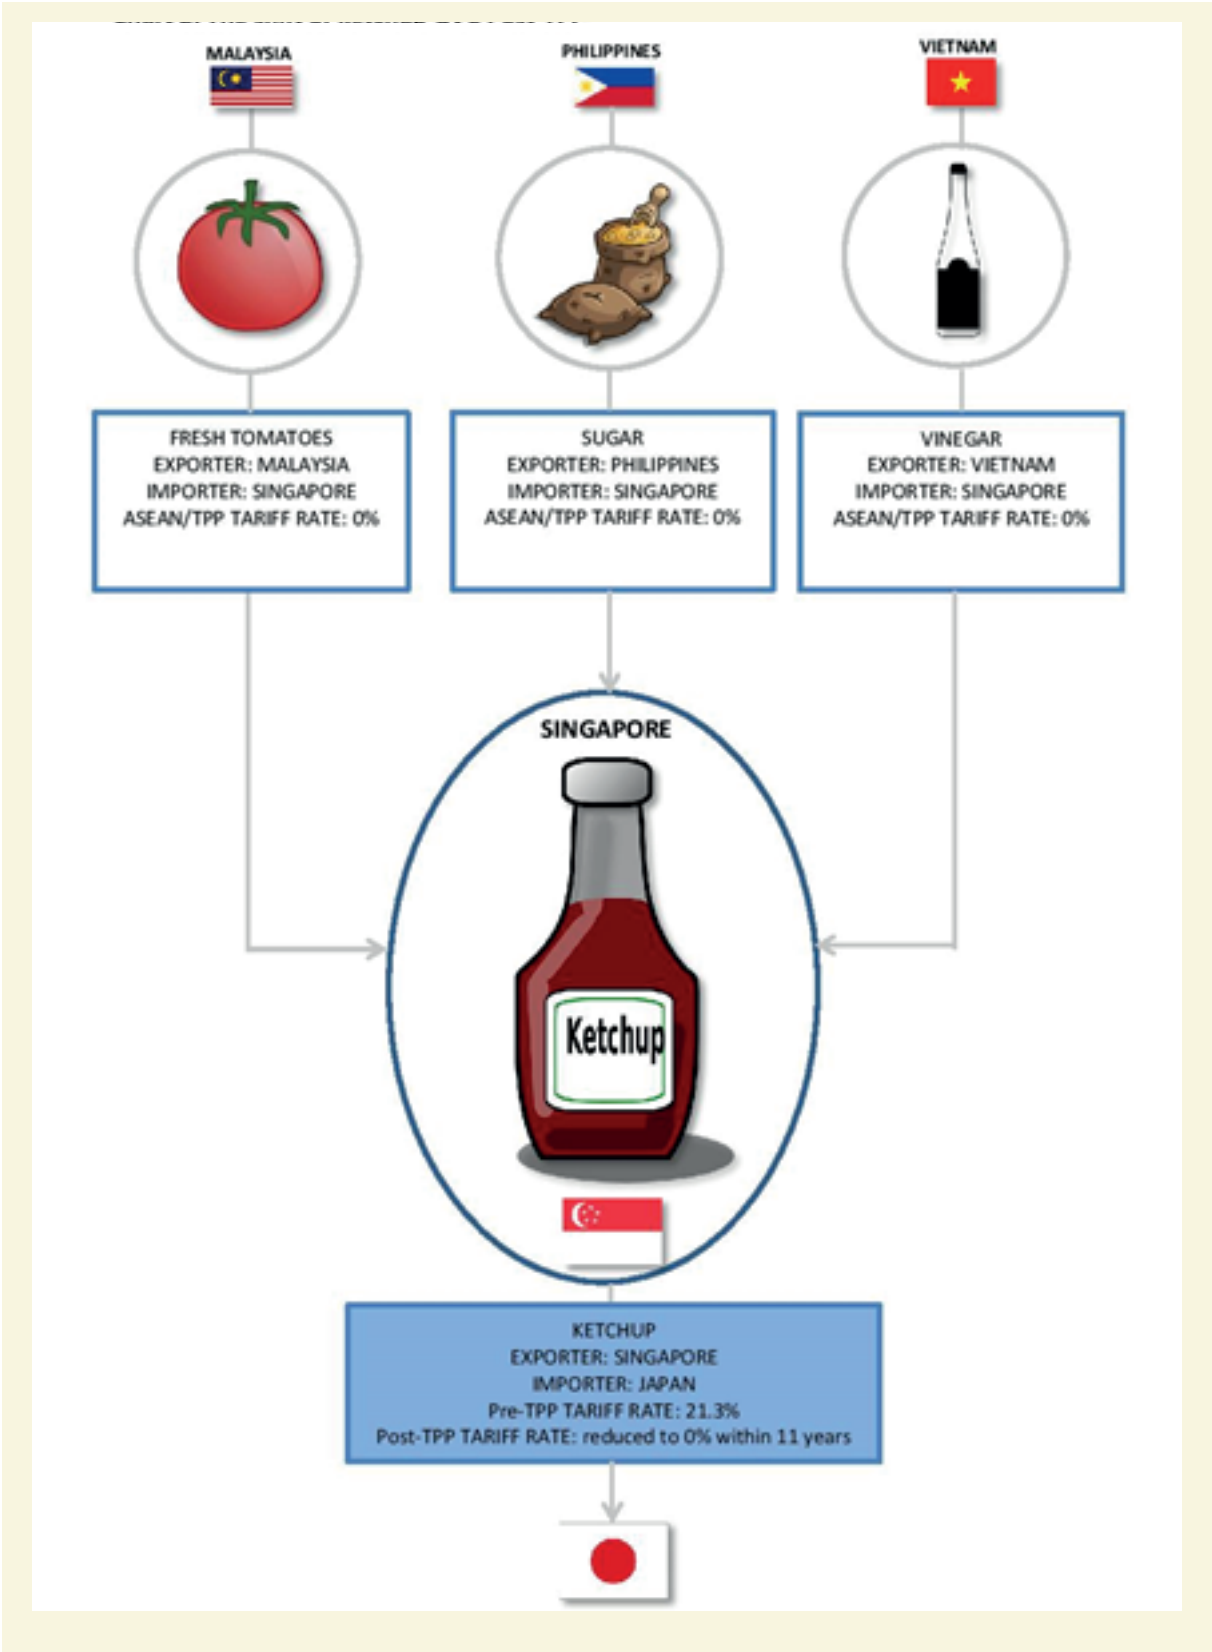 MALAYSIA
PHILIPPINES
VIETNAM
FRESH TOMATOES
EXPORTER: MALAYSIA
IMPORTER: SINGAPORE
ASEAN/TPP TARIFF RATE: 0%
SUGAR
EXPORTER: PHILIPPINES
IMPORTER: SINGAPORE
ASEAN/TPP TARIFF RATE: 0%
VINEGAR
EXPORTER: VIETNAM
IMPORTER: SINGAPORE
ASEAN/TPP TARIFF RATE: 0%
SINGAPORE
Ketchup
KETCHUP
EXPORTER: SINGAPORE
IMPORTER: JAPAN
Pre-TPP TARIFF RATE: 21.3%
Post-TPP TARIFF RATE: reduced to 0% within 11 years